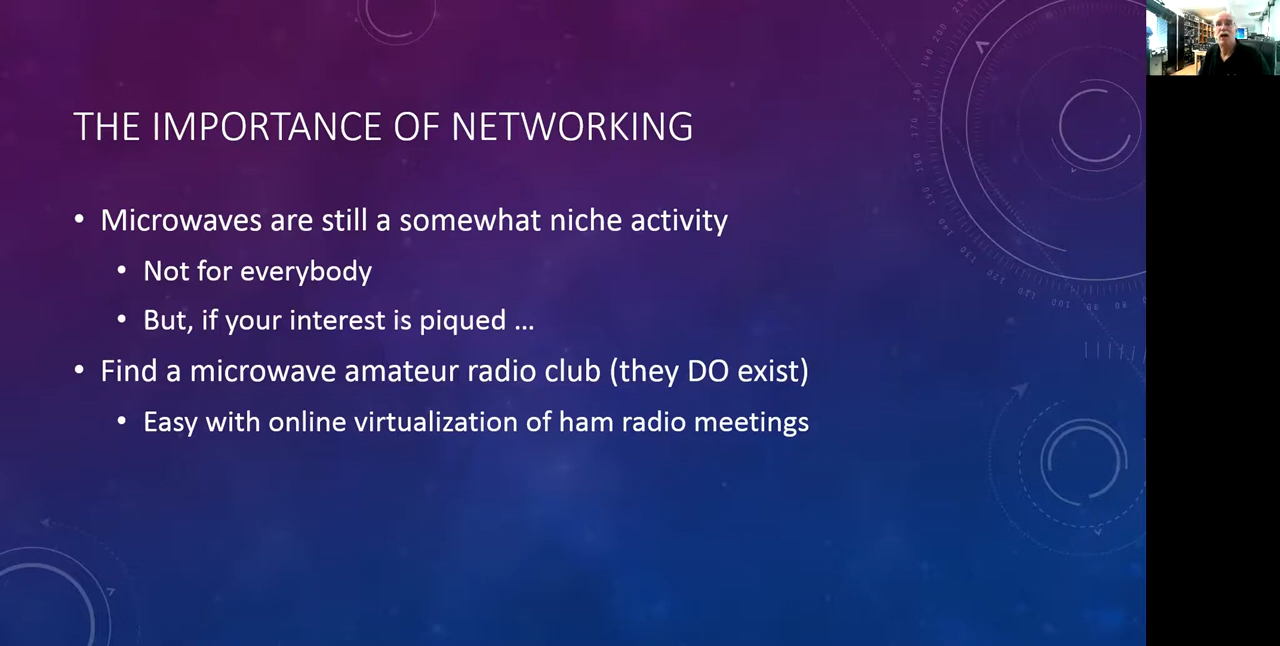 THE IMPORTANCE OF NETWORKING
• Microwaves are still a somewhat niche activity
• Not for everybody
• But, if your interest is piqued ...
• Find a microwave amateur radio club (they DO exist)
• Easy with online virtualization of ham radio meetings